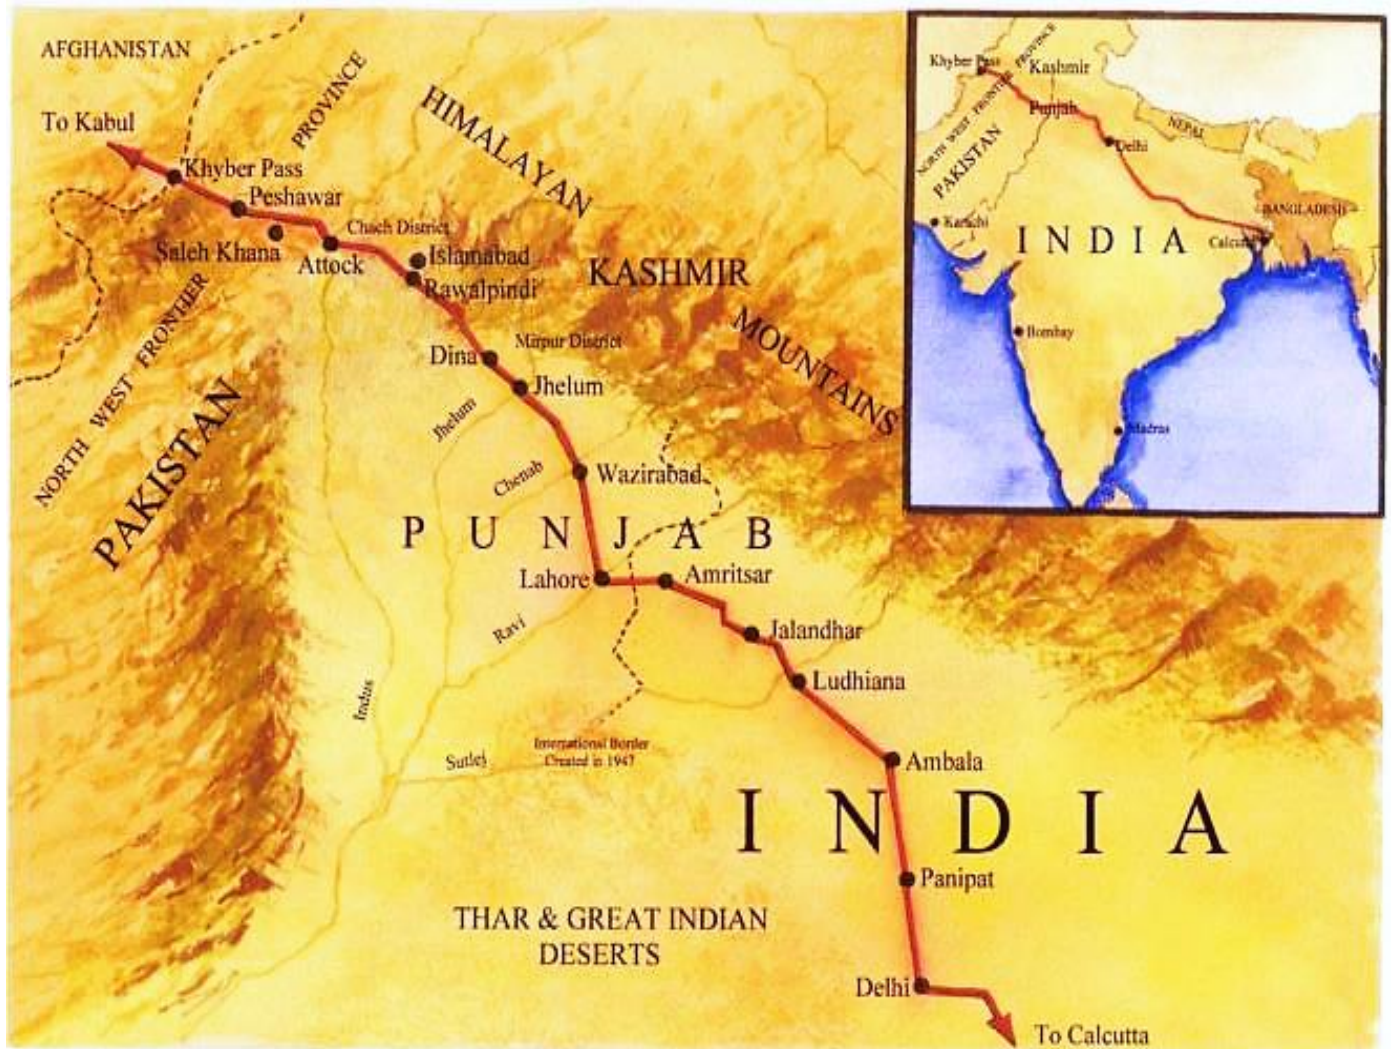 AFGHANISTAN
To Kabul
PROVINCE
HIMALAYAN
Khyber Pass
Peshawar
Chach District
Saleh Khana
Attock
Islamabad
Rawalpindi
KASHMIR
NORTH WEST FRONTIER
PAKISTAN
MOUNTAINS
Dina
Mirpur District
Jhelum
Jhelum
Chenab
Wazirabad
PUNJAB
Lahore
Amritsar
Ravi
Jalandhar
Ludhiana
Indus
Sutlej
International Border
Created in 1947
Ambala
INDIA
Panipat
THAR & GREAT INDIAN
DESERTS
Delhi
To Calcutta
Khyber Pass
Kashmir
NORTH WEST FRONTIER PROVINCE
Punjab
PAKISTAN
NEPAL
Delhi
Karachi
BANGLADESH
INDIA
Calcutta
Bombay
Madras